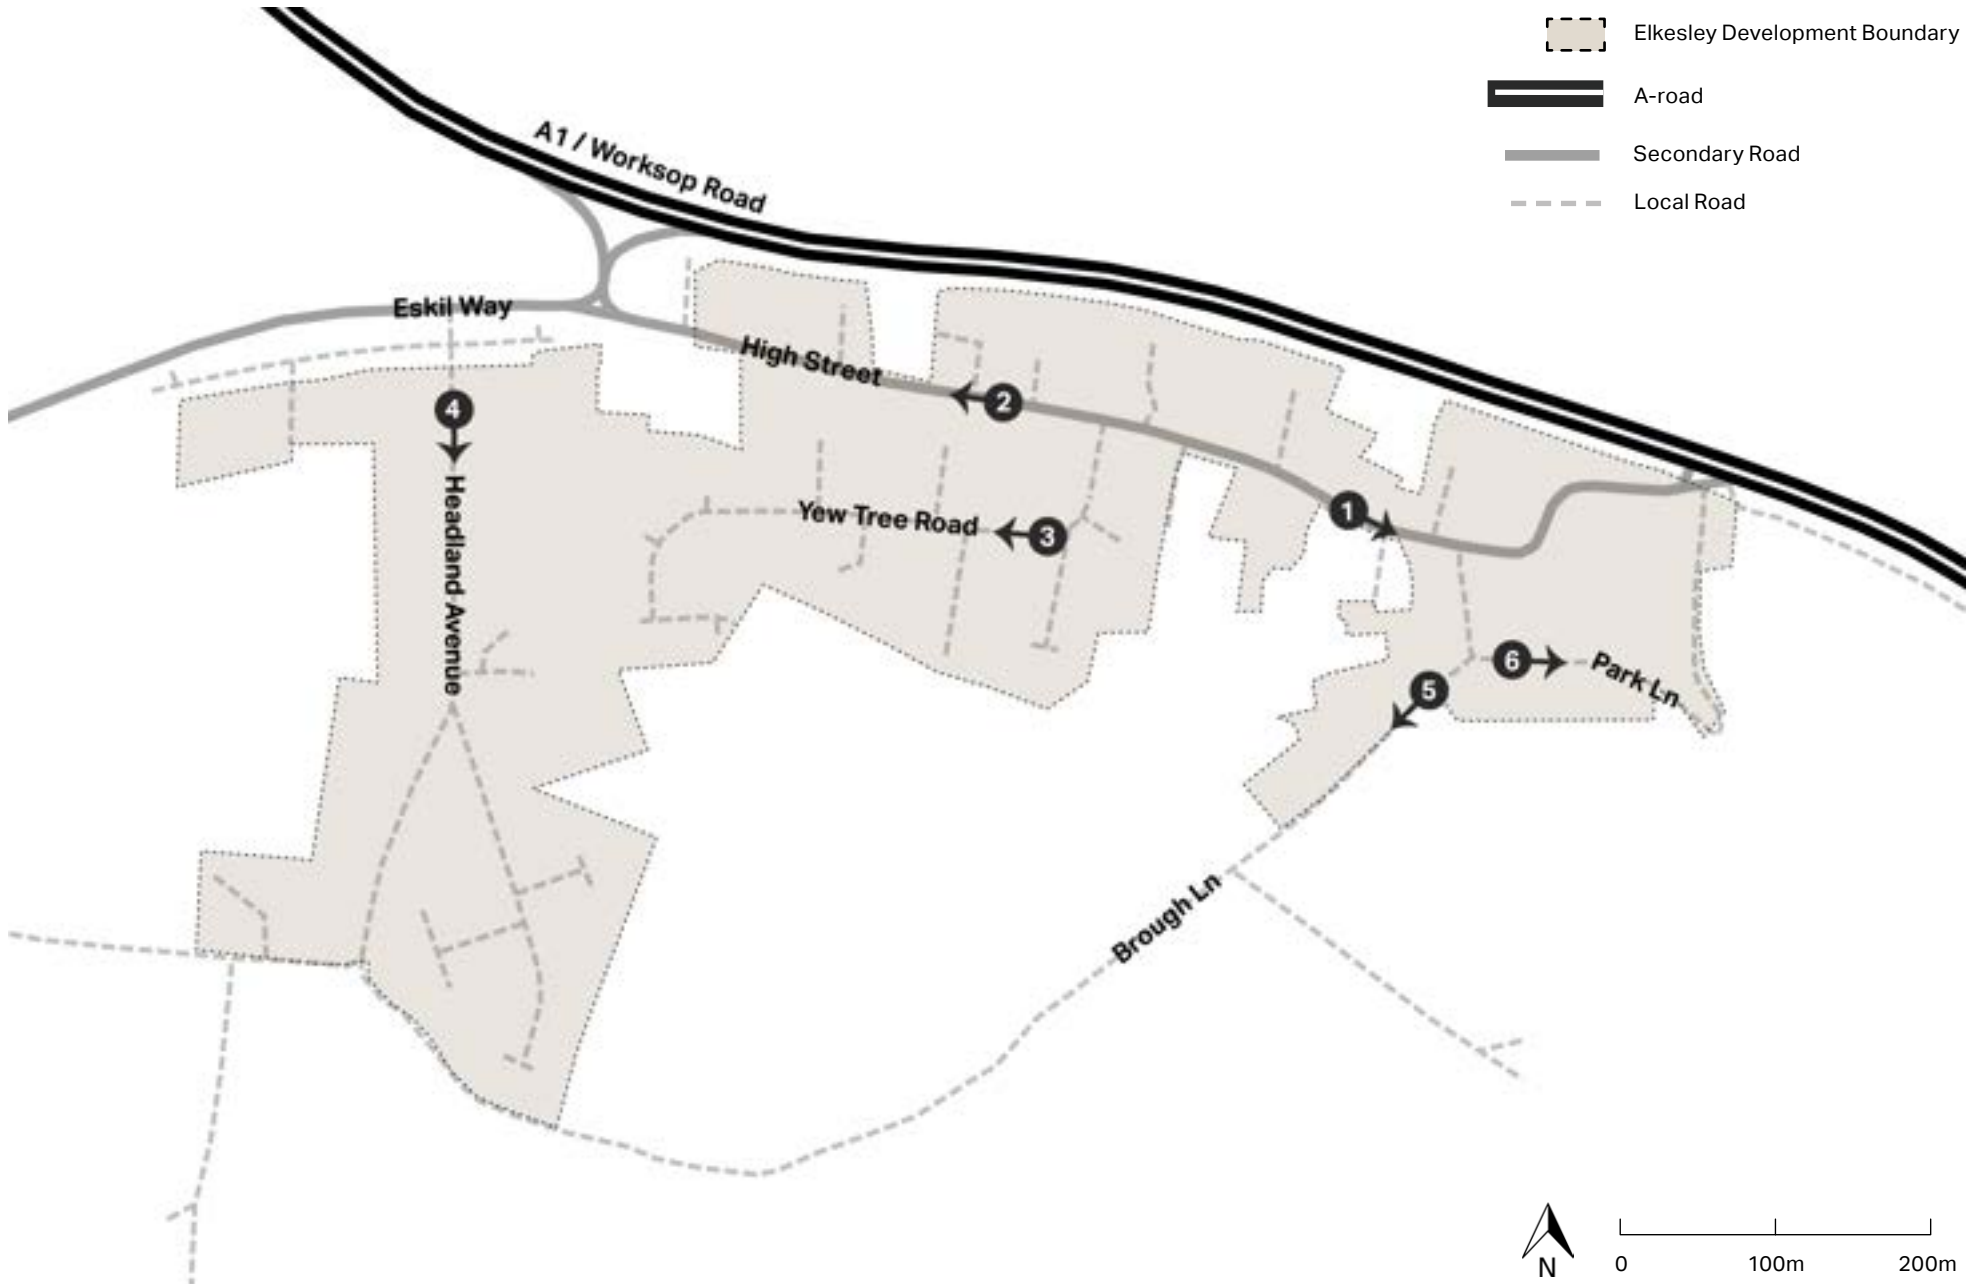 Elkesley Development Boundary
A-road
Secondary Road
Local Road
A1 / Worksop Road
Eskil Way
High Street
4
2
Headland Avenue
Yew Tree Road
3
1
6
Park Ln
5
Brough Ln
N
0
100m
200m